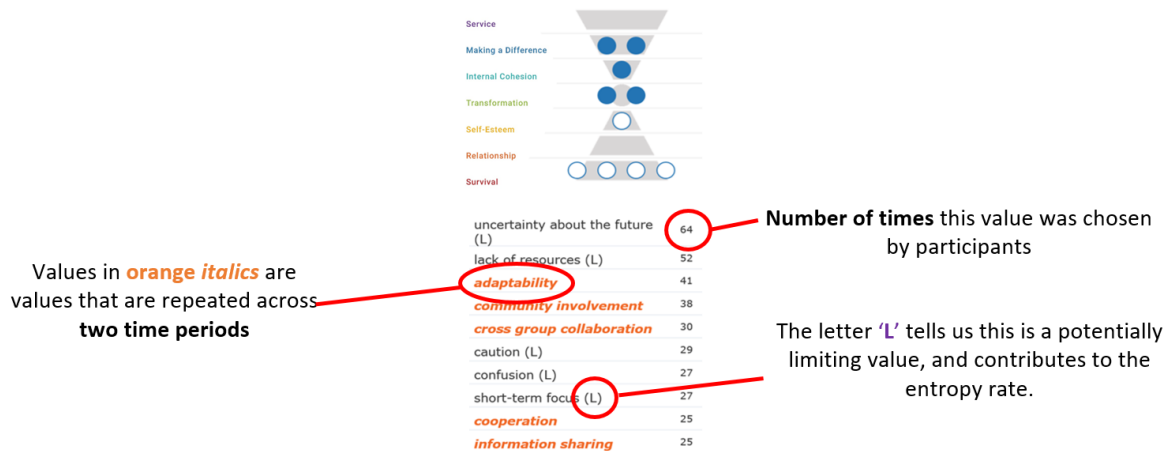 Service
Making a Difference
Internal Cohesion
Transformation
Self-Esteem
Relationship
Survival
uncertainty about the future
(L)
64
lack of resources (L) 52
adaptability 41
community involvement 38
cross group collaboration 30
caution (L) 29
confusion (L) 27
short-term focus (L) 27
cooperation 25
information sharing 25
Values in orange italics are
values that are repeated across
two time periods
Number of times this value was chosen
by participants
The letter ‘L’ tells us this is a potentially
limiting value, and contributes to the
entropy rate.